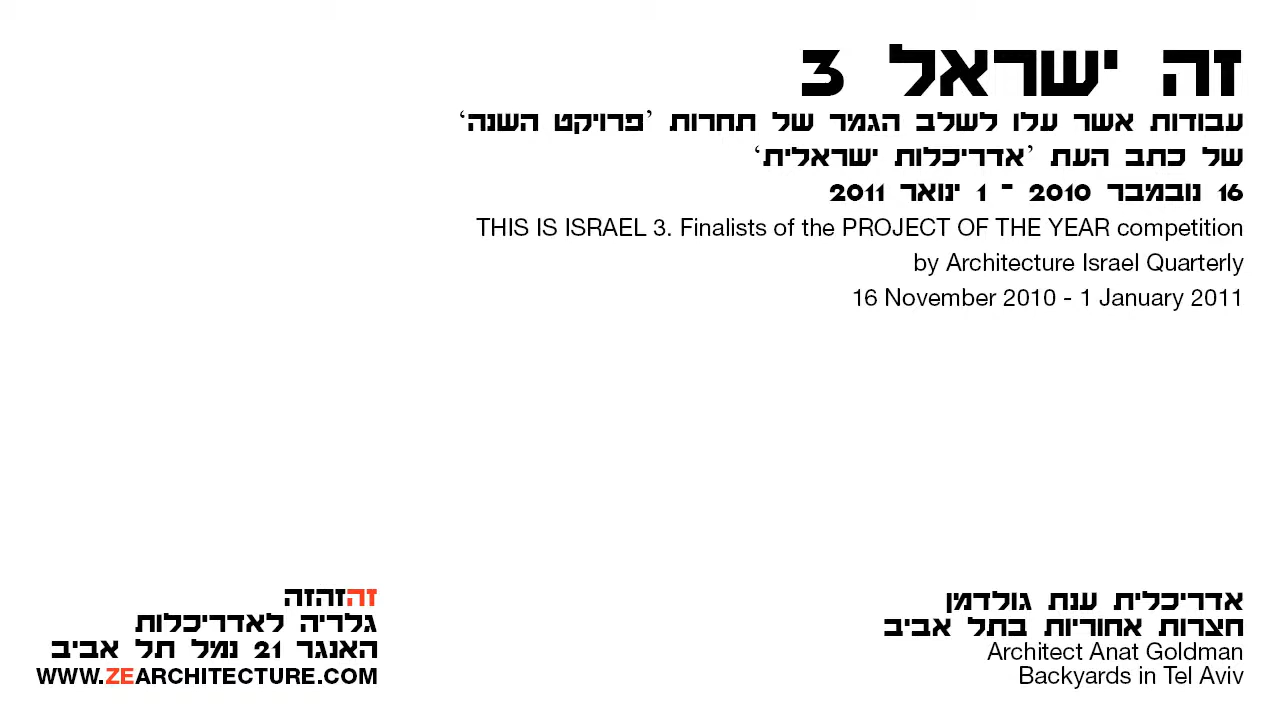 זה ישראל 3
עבודות אשר עלו לשלב הגמר של תחרות 'פרויקט השנה'
של כתב העת 'אדריכלות ישראלית'
16 נובמבר 2010 - 1 ינואר 2011
THIS IS ISRAEL 3. Finalists of the PROJECT OF THE YEAR competition
by Architecture Israel Quarterly
16 November 2010 - 1 January 2011
אדריכלית ענת גולדמן
חצרות אחוריות בתל אביב
Architect Anat Goldman
Backyards in Tel Aviv
זהזהזה
גלריה לאדריכלות
האנגר 21 נמל תל אביב
WWW.ZEARCHITECTURE.COM